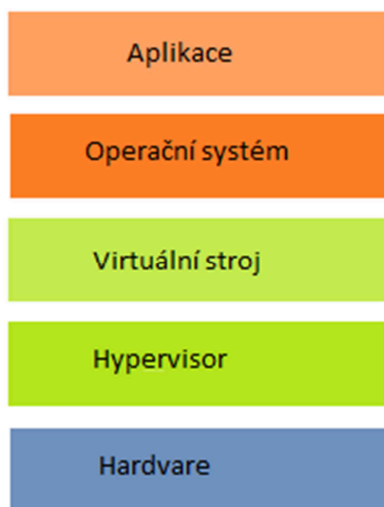 Aplikace
Operační systém
Virtuální stroj
Hypervisor
Hardvare